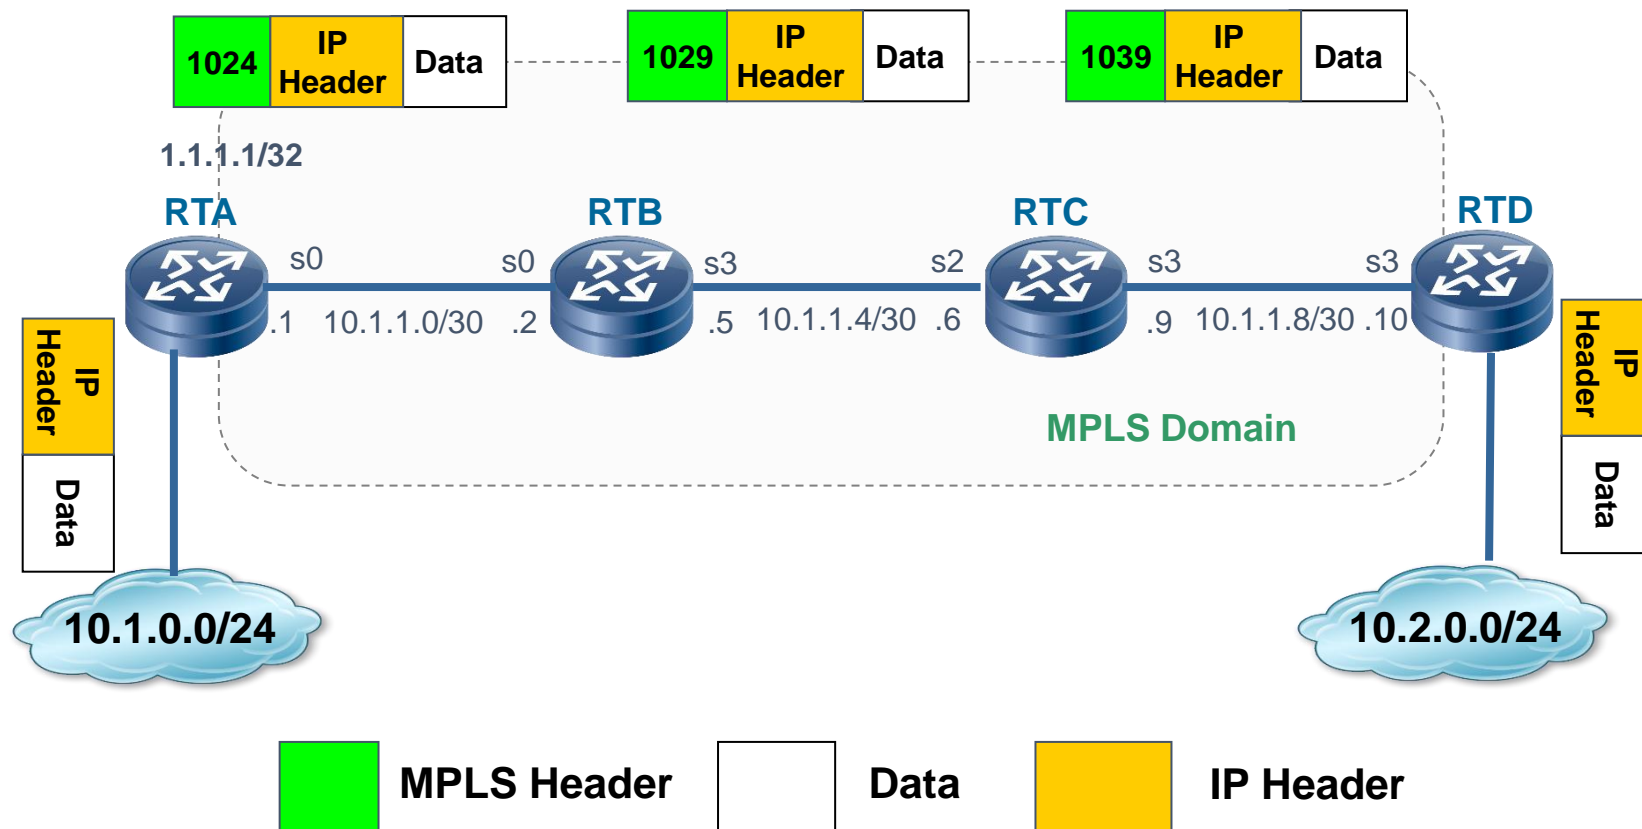 1024 IP Header Data
1029 IP Header Data
1039 IP Header Data
1.1.1.1/32
RTA RTB RTC RTD
s0 s0 s3 s2 s3 s3
.1 10.1.1.0/30 .2 .5 10.1.1.4/30 .6 .9 10.1.1.8/30 .10
IP Header Data
IP Header Data
MPLS Domain
10.1.0.0/24 10.2.0.0/24
MPLS Header Data IP Header